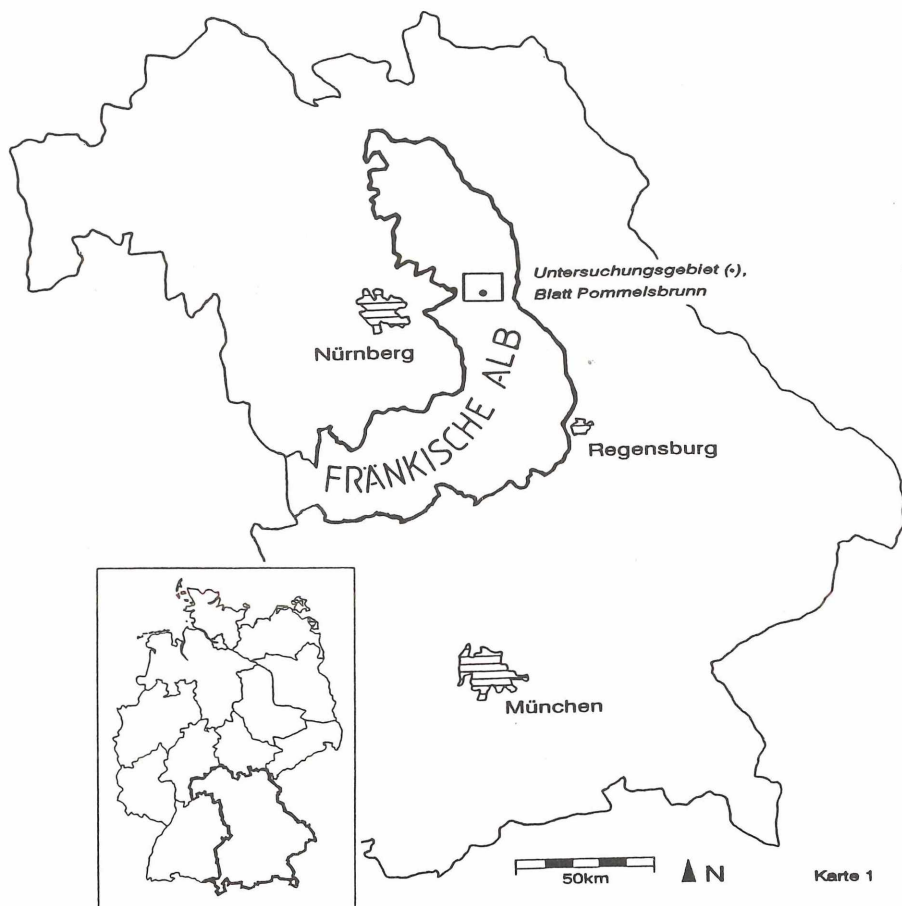 Untersuchungsgebiet (•),
Blatt Pommelsbrunn
Nürnberg
FRÄNKISCHE ALB
Regensburg
München
50km
N
Karte 1